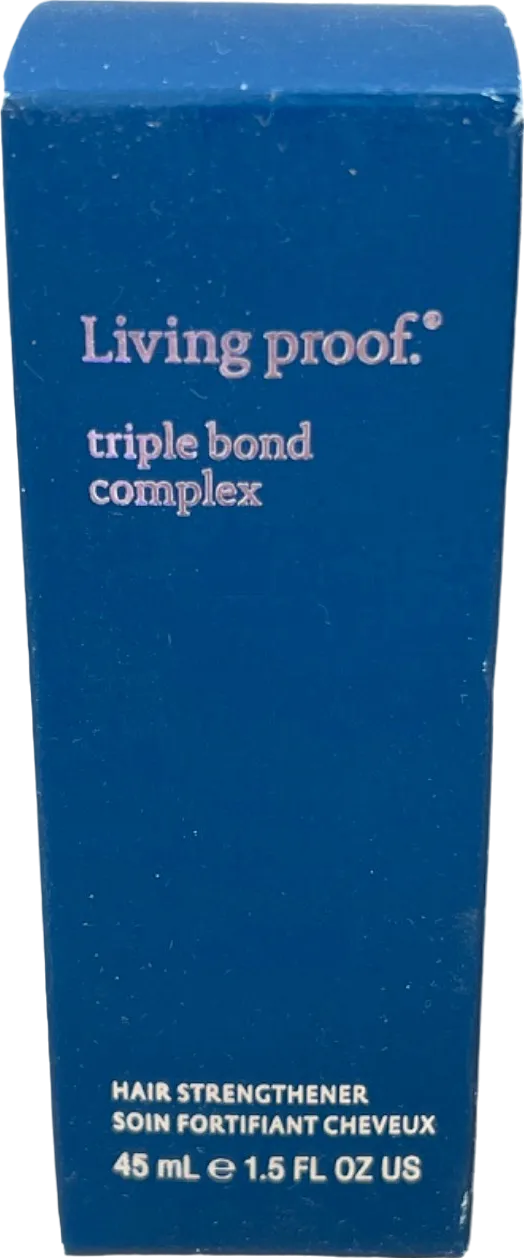 Living proof.®
triple bond
complex
HAIR STRENGTHENER
SOIN FORTIFIANT CHEVEUX
45 mL ℮ 1.5 FL OZ US